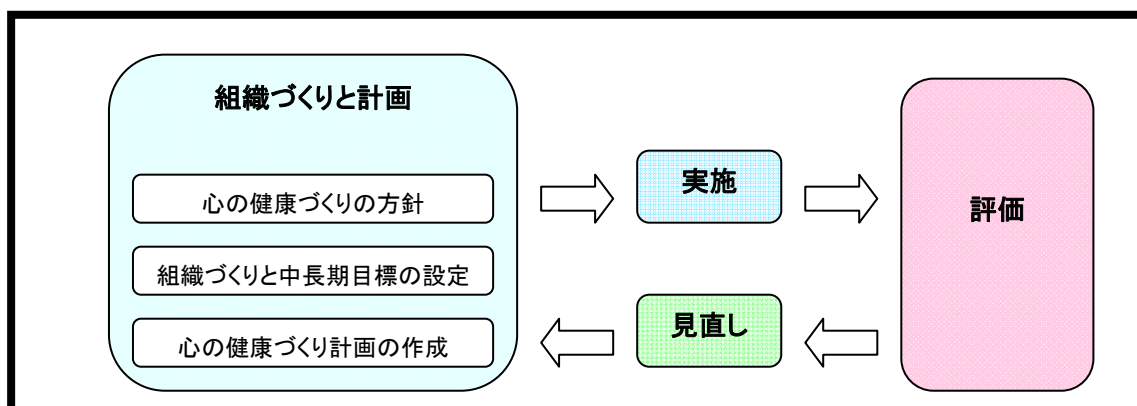 組織づくりと計画
心の健康づくりの方針
組織づくりと中長期目標の設定
心の健康づくり計画の作成
実施
見直し
評価